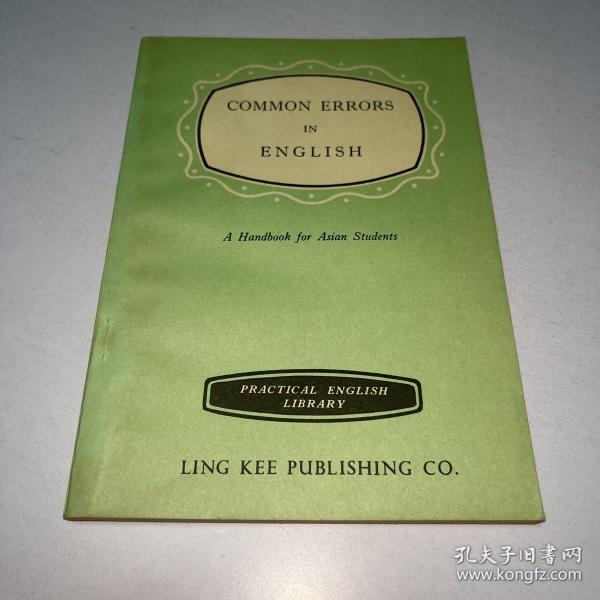 COMMON ERRORS
IN
ENGLISH
A Handbook for Asian Students
PRACTICAL ENGLISH
LIBRARY
LING KEE PUBLISHING CO.
孔夫子旧书网
www.kongfz.com